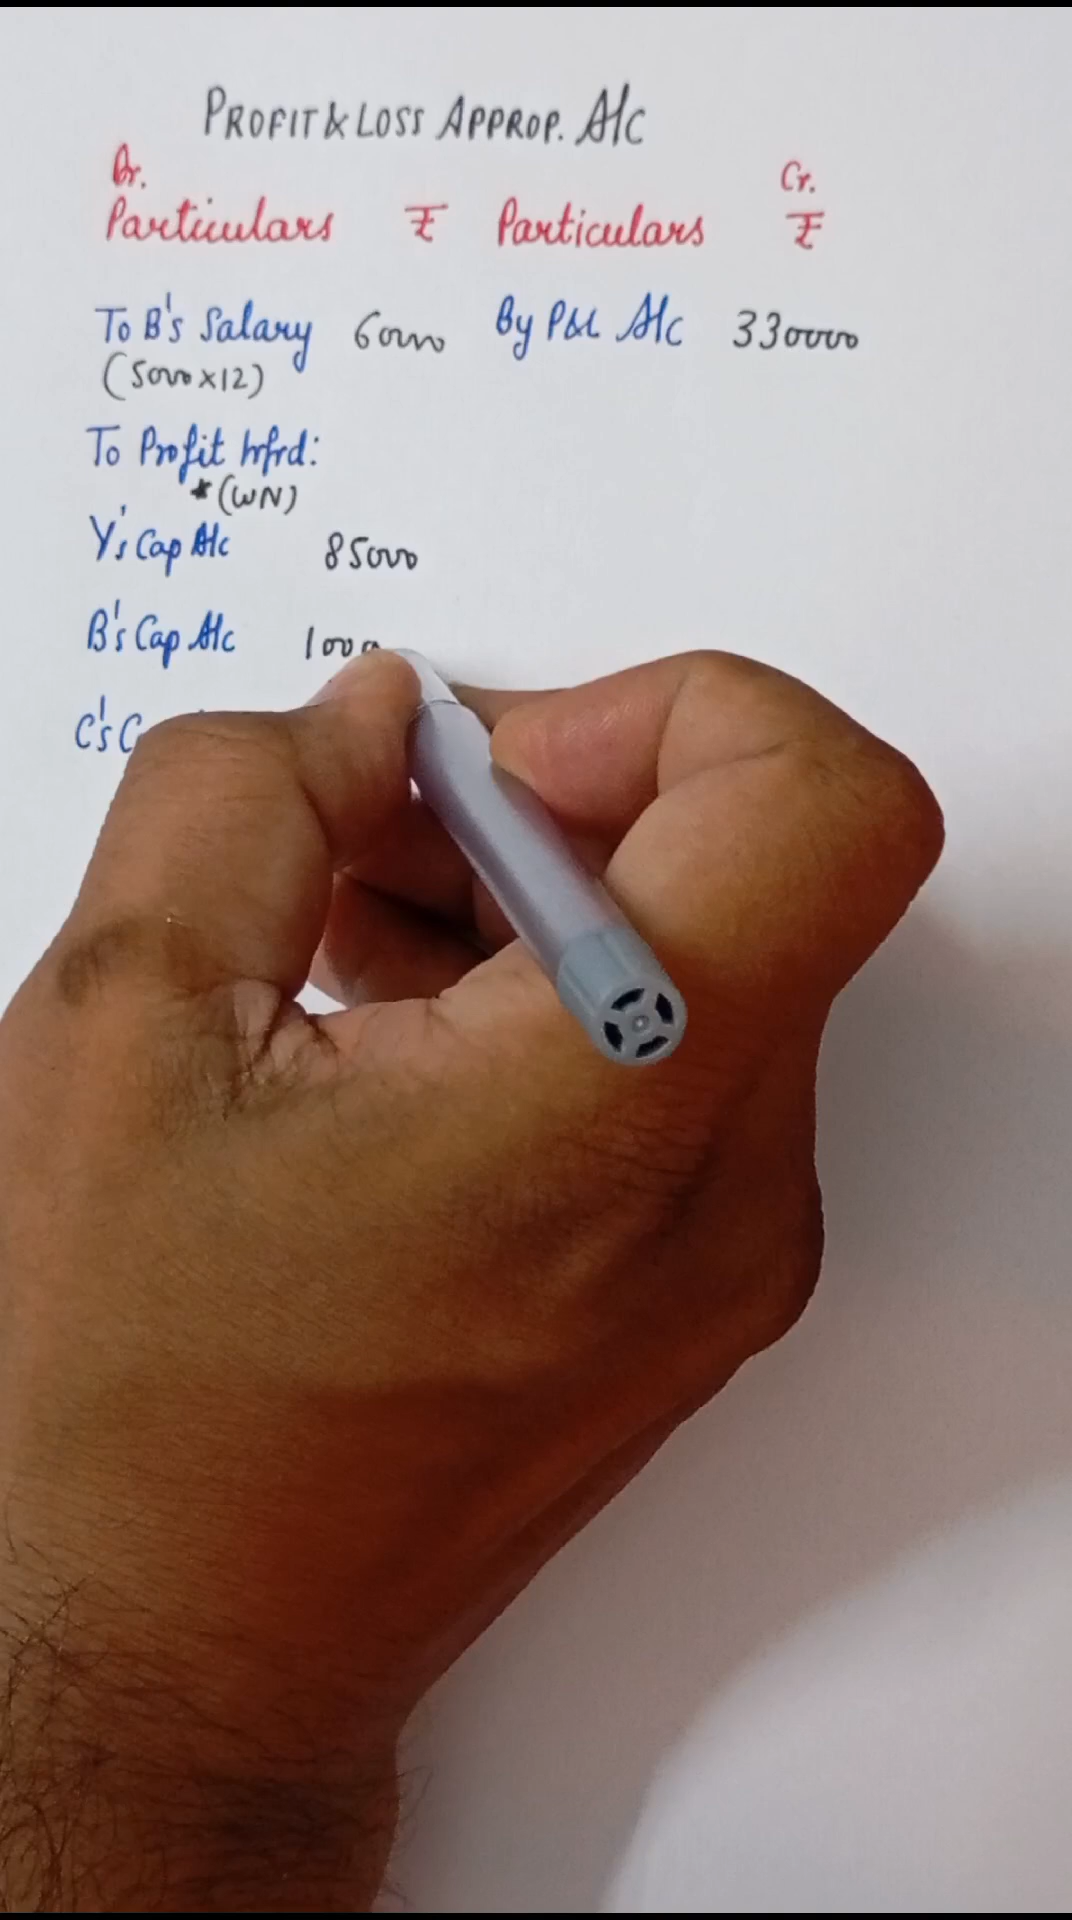 PROFIT & LOSS APPROP. A/c
Dr. Cr.
Particulars ₹ Particulars ₹
To B's Salary 60000 By P&L A/c 330000
(5000 x 12)
To Profit trfrd:
*(WN)
Y's Cap A/c 85000
B's Cap A/c 1000
C's C